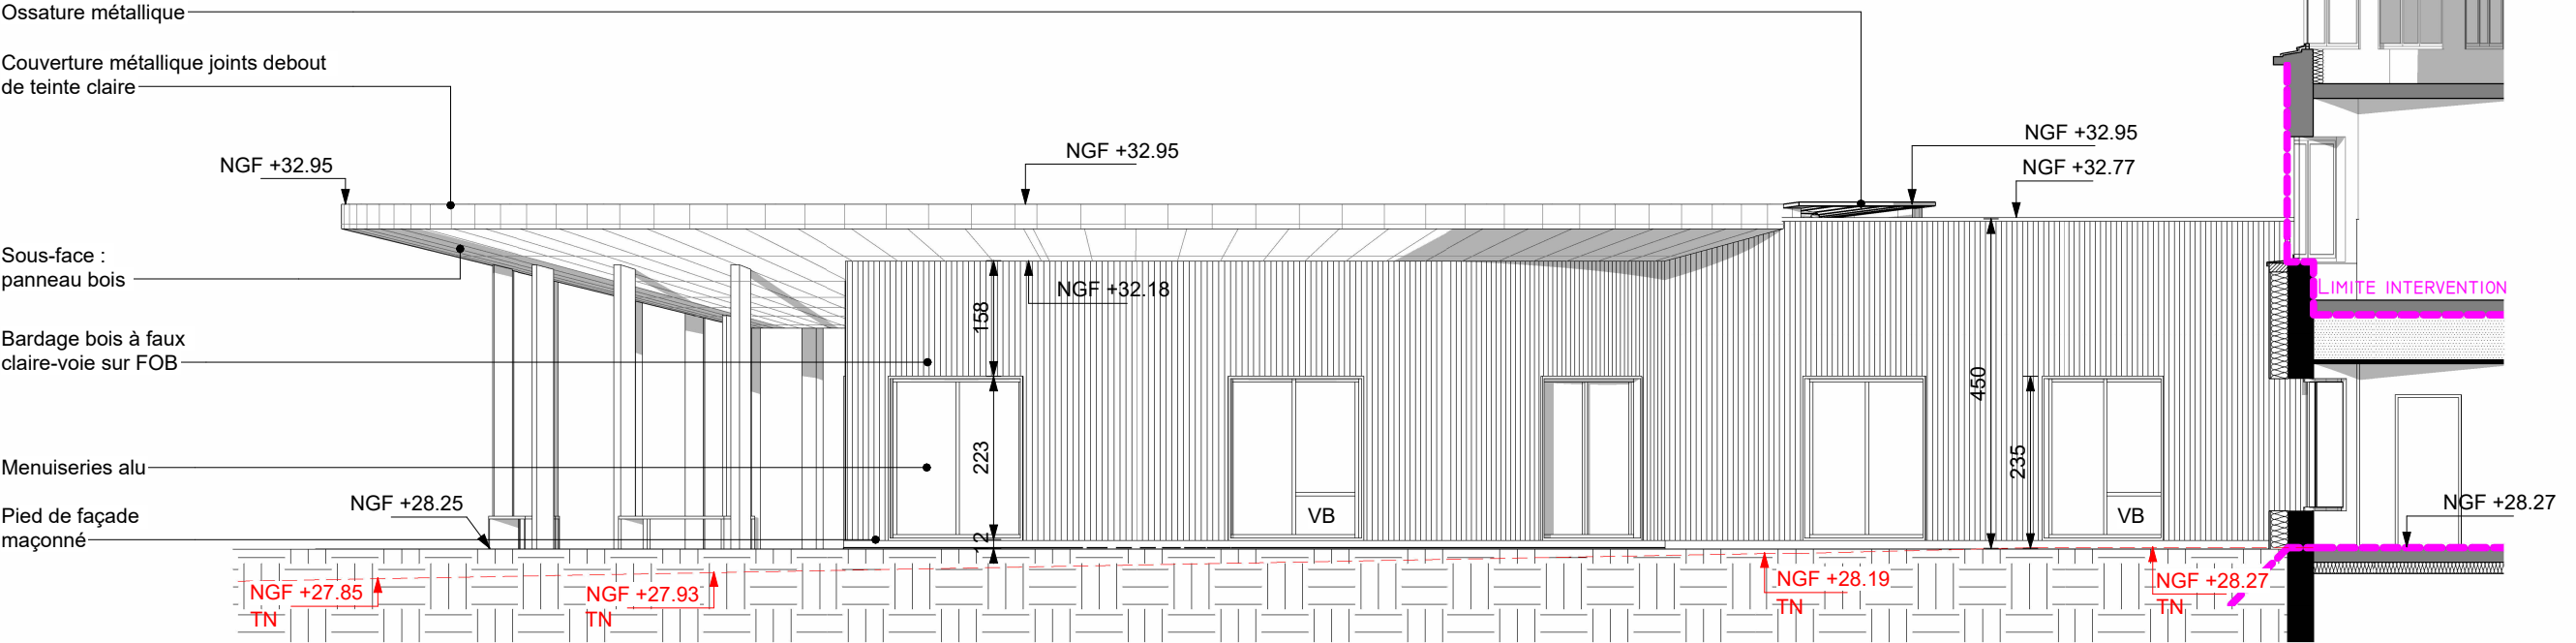 Ossature métallique
Couverture métallique joints debout
de teinte claire
NGF +32.95
NGF +32.95
NGF +32.95
NGF +32.77
Sous-face :
panneau bois
NGF +32.18
LIMITE INTERVENTION
158
Bardage bois à faux
claire-voie sur FOB
450
Menuiseries alu
223
235
NGF +28.25
NGF +28.27
Pied de façade
maçonné
VB
VB
NGF +27.85
TN
NGF +27.93
TN
NGF +28.19
TN
NGF +28.27
TN